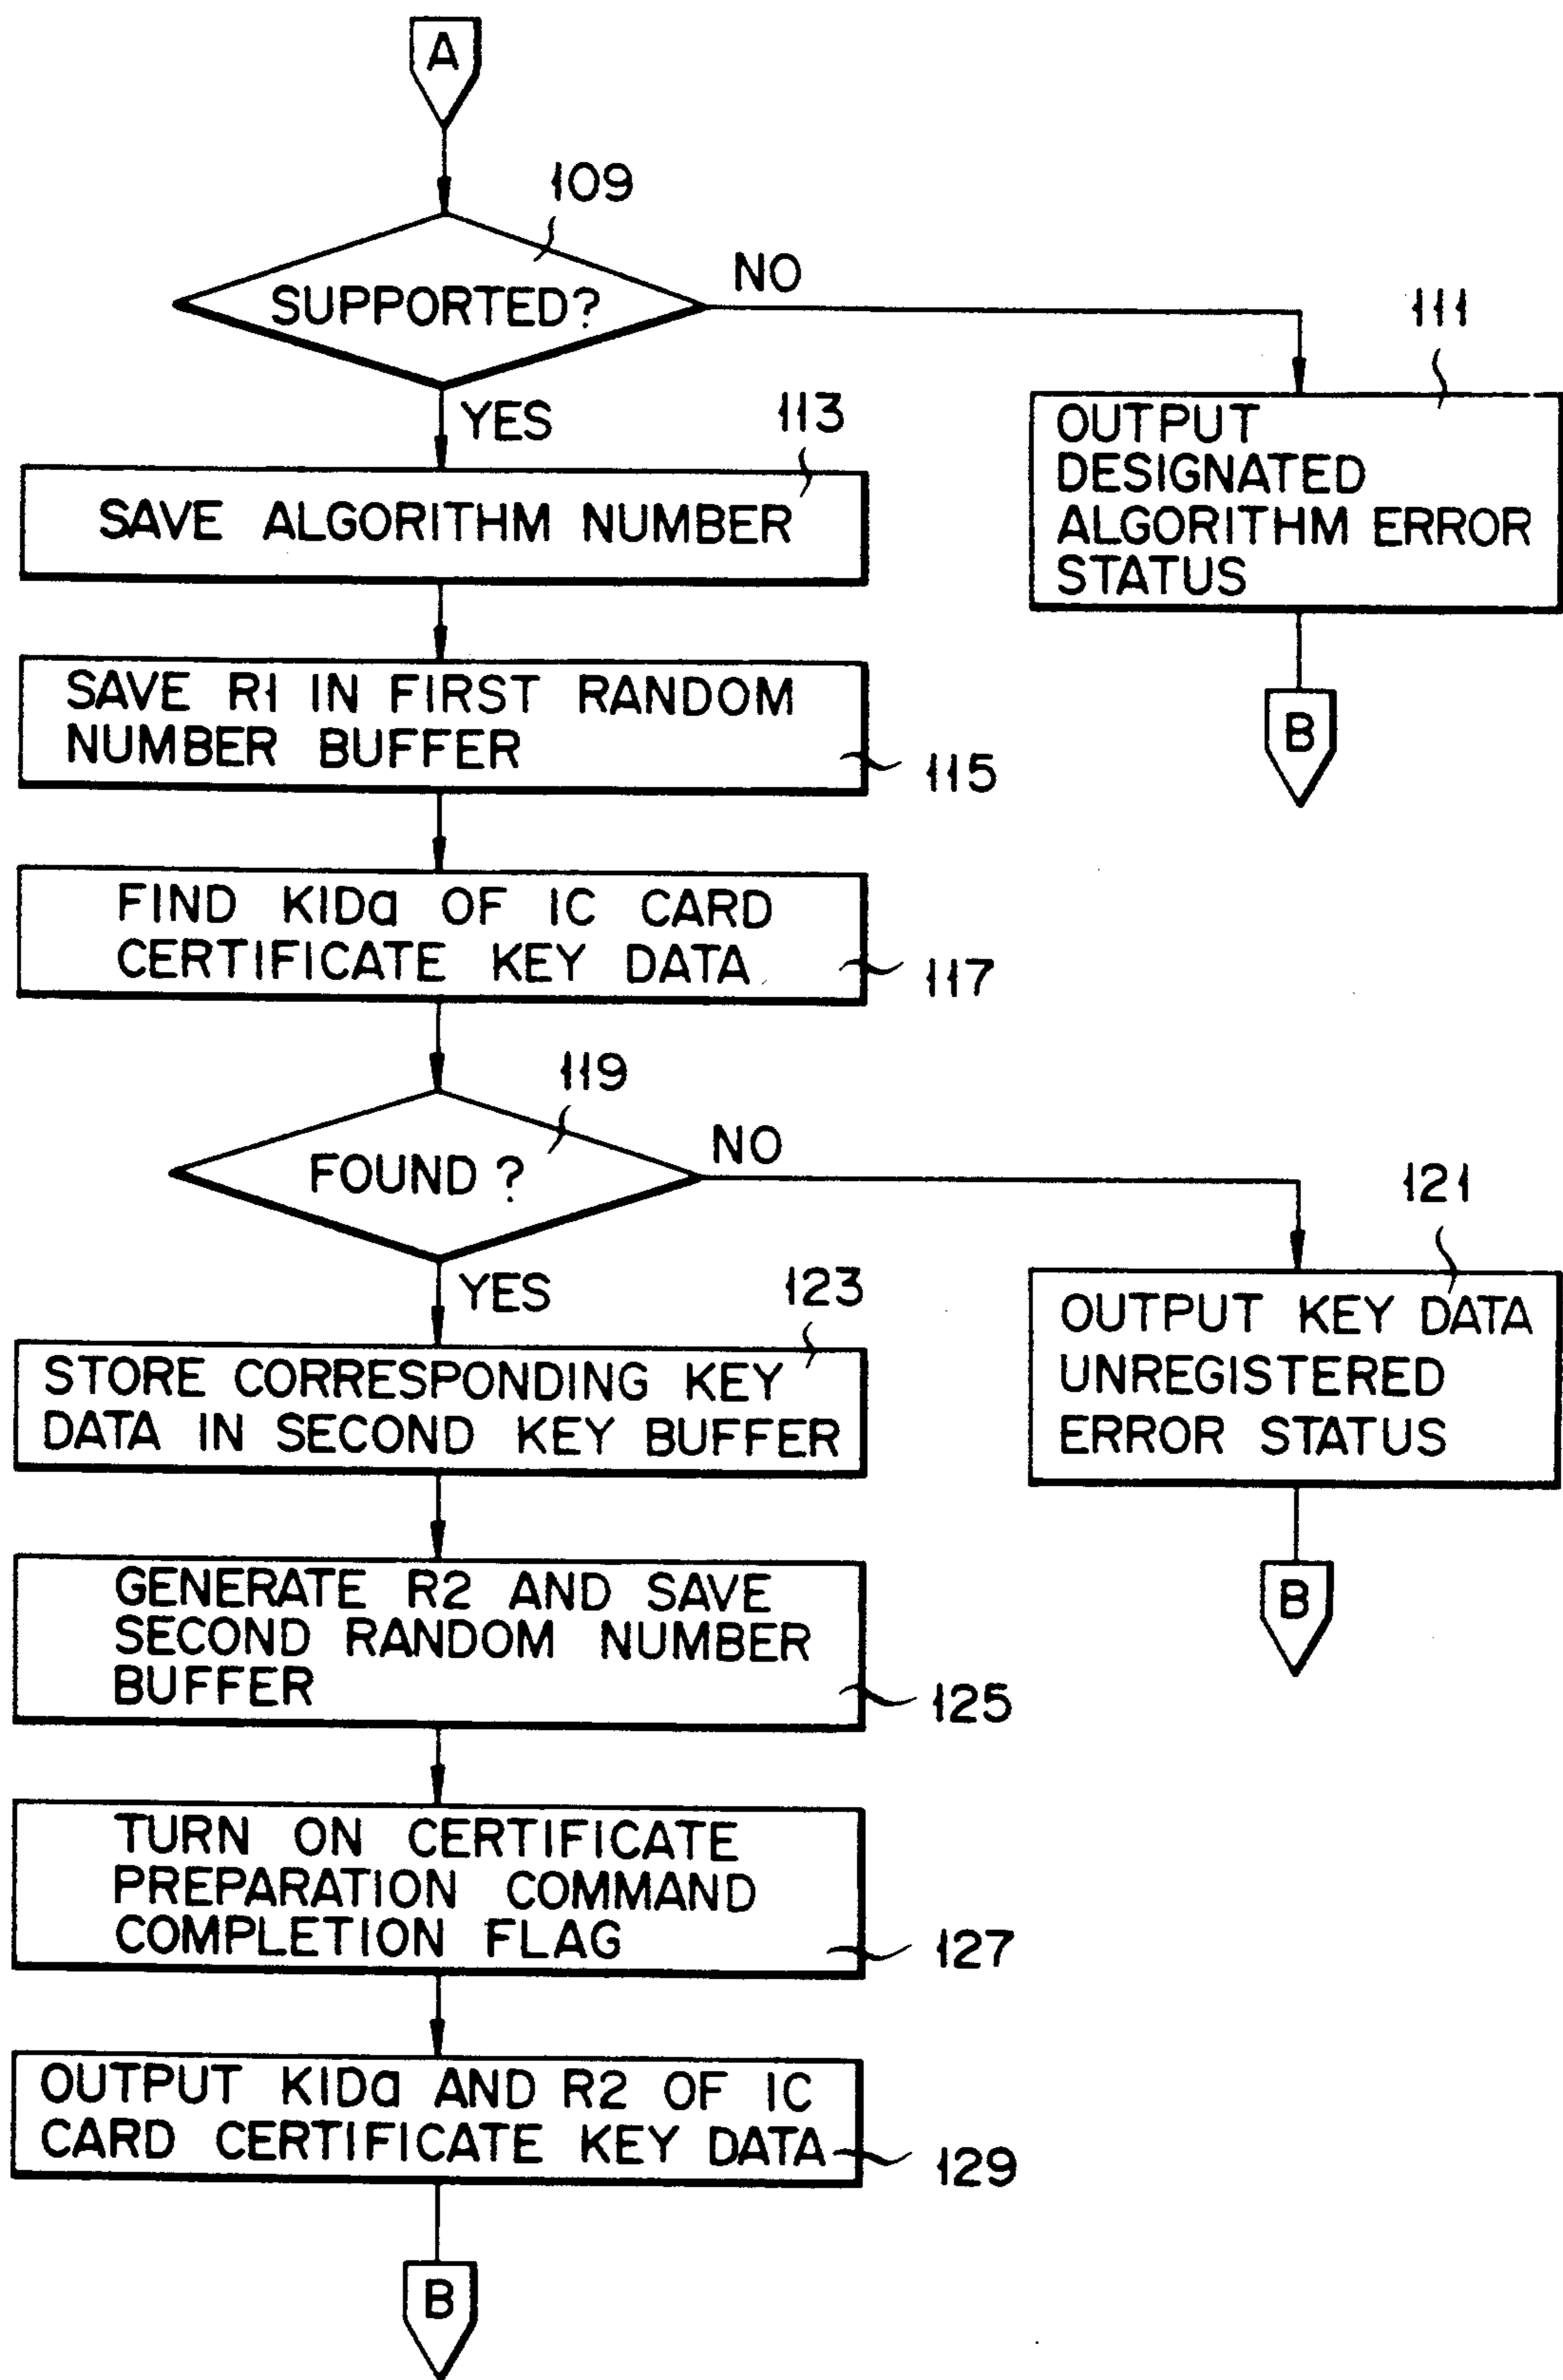 A
109
SUPPORTED?
NO
YES
111
OUTPUT
DESIGNATED
ALGORITHM ERROR
STATUS
B
113
SAVE ALGORITHM NUMBER
SAVE R1 IN FIRST RANDOM
NUMBER BUFFER
115
FIND KIDa OF IC CARD
CERTIFICATE KEY DATA
117
119
FOUND ?
NO
YES
121
OUTPUT KEY DATA
UNREGISTERED
ERROR STATUS
B
123
STORE CORRESPONDING KEY
DATA IN SECOND KEY BUFFER
GENERATE R2 AND SAVE
SECOND RANDOM NUMBER
BUFFER
125
TURN ON CERTIFICATE
PREPARATION COMMAND
COMPLETION FLAG
127
OUTPUT KIDa AND R2 OF IC
CARD CERTIFICATE KEY DATA
129
B